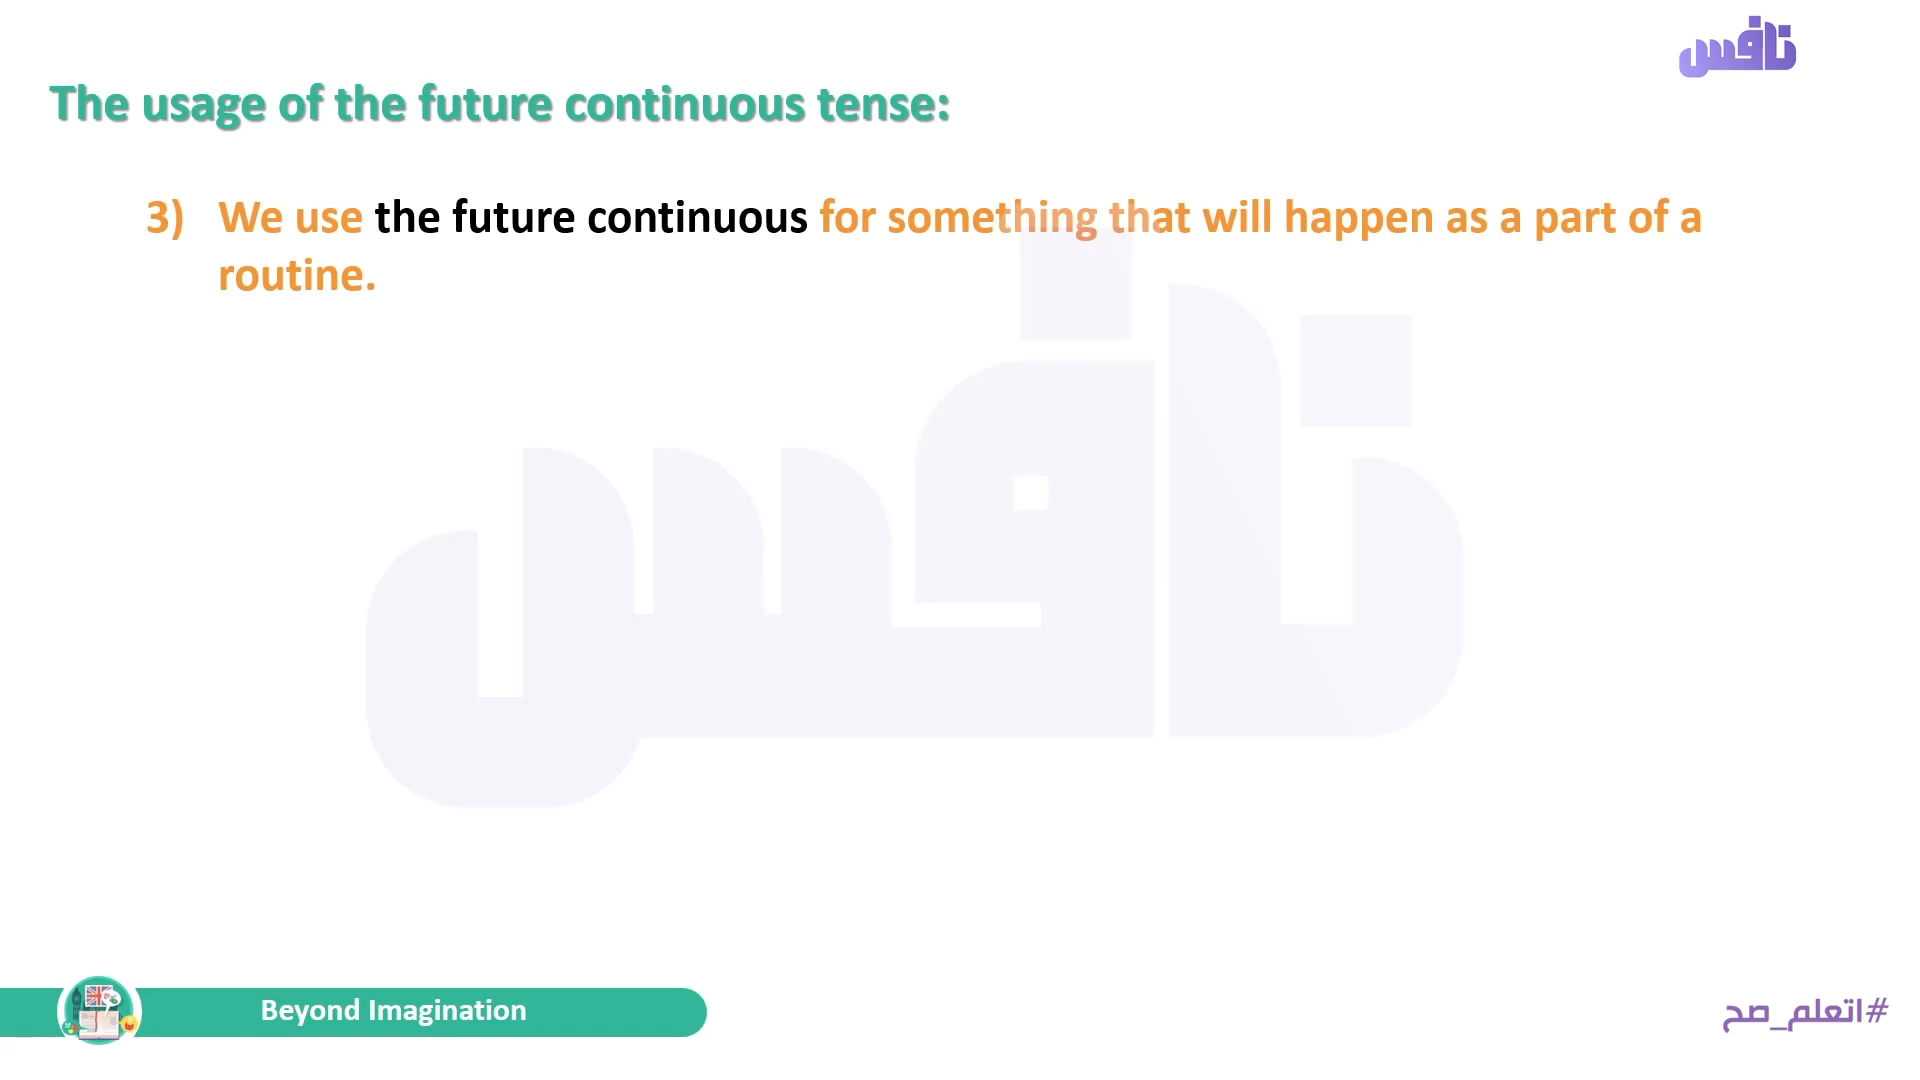 نافس
The usage of the future continuous tense:
3) We use the future continuous for something that will happen as a part of a
routine.
نافس
Beyond Imagination
#اتعلم_صح